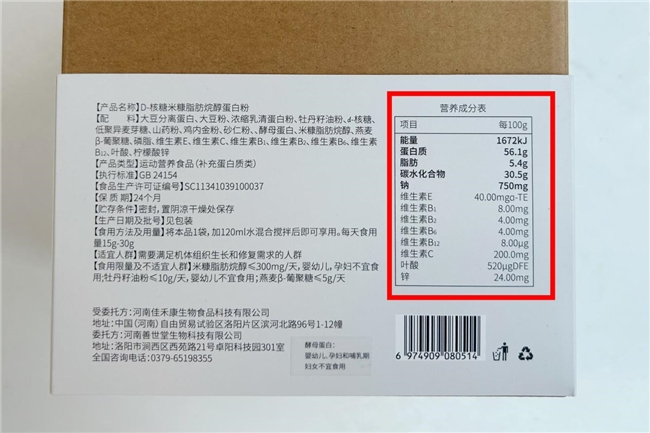 【产品名称】D-核糖米糠脂肪烷醇蛋白粉
【配 料】大豆分离蛋白、大豆粉、浓缩乳清蛋白粉、牡丹籽油粉、d-核糖、
低聚异麦芽糖、山药粉、鸡内金粉、砂仁粉、、酵母蛋白、米糠脂肪烷醇、燕麦
β-葡聚糖、磷脂、维生素E、维生素C、维生素B₁、维生素B₂、维生素B₆、维生素
B₁₂、叶酸、柠檬酸锌
【产品类型】运动营养食品（补充蛋白质类）
【执行标准】GB 24154
【食品生产许可证编号】SC11341039100037
【保 质 期】24个月
【贮存条件】密封，置阴凉干燥处保存
【生产日期及批号】见包装
【食用方法及用量】将本品1袋，加120ml水混合搅拌后即可享用。每天食用
量15g-30g
【适宜人群】需要满足机体组织生长和修复需求的人群
【食用限量及不适宜人群】米糠脂肪烷醇≤300mg/天，婴幼儿，孕妇不宜食
用；牡丹籽油粉≤10g/天，婴幼儿不宜食用；燕麦β-葡聚糖≤5g/天
受委托方：河南佳禾康生物食品科技有限公司
地址：中国（河南）自由贸易试验区洛阳片区滨河北路96号1-12幢
委托方：河南善世堂生物科技有限公司
地址：洛阳市涧西区西苑路21号卓阳科技园301室
全国咨询电话：0379-65198355
酵母蛋白：
婴幼儿、孕妇和哺乳期
妇女不宜食用
营养成分表
项目 每100g
能量 1672kJ
蛋白质 56.1g
脂肪 5.4g
碳水化合物 30.5g
钠 750mg
维生素E 40.00mgα-TE
维生素B₁ 8.00mg
维生素B₂ 4.00mg
维生素B₆ 4.00mg
维生素B₁₂ 8.00μg
维生素C 200.0mg
叶酸 520μgDFE
锌 24.00mg
6 974909 080514